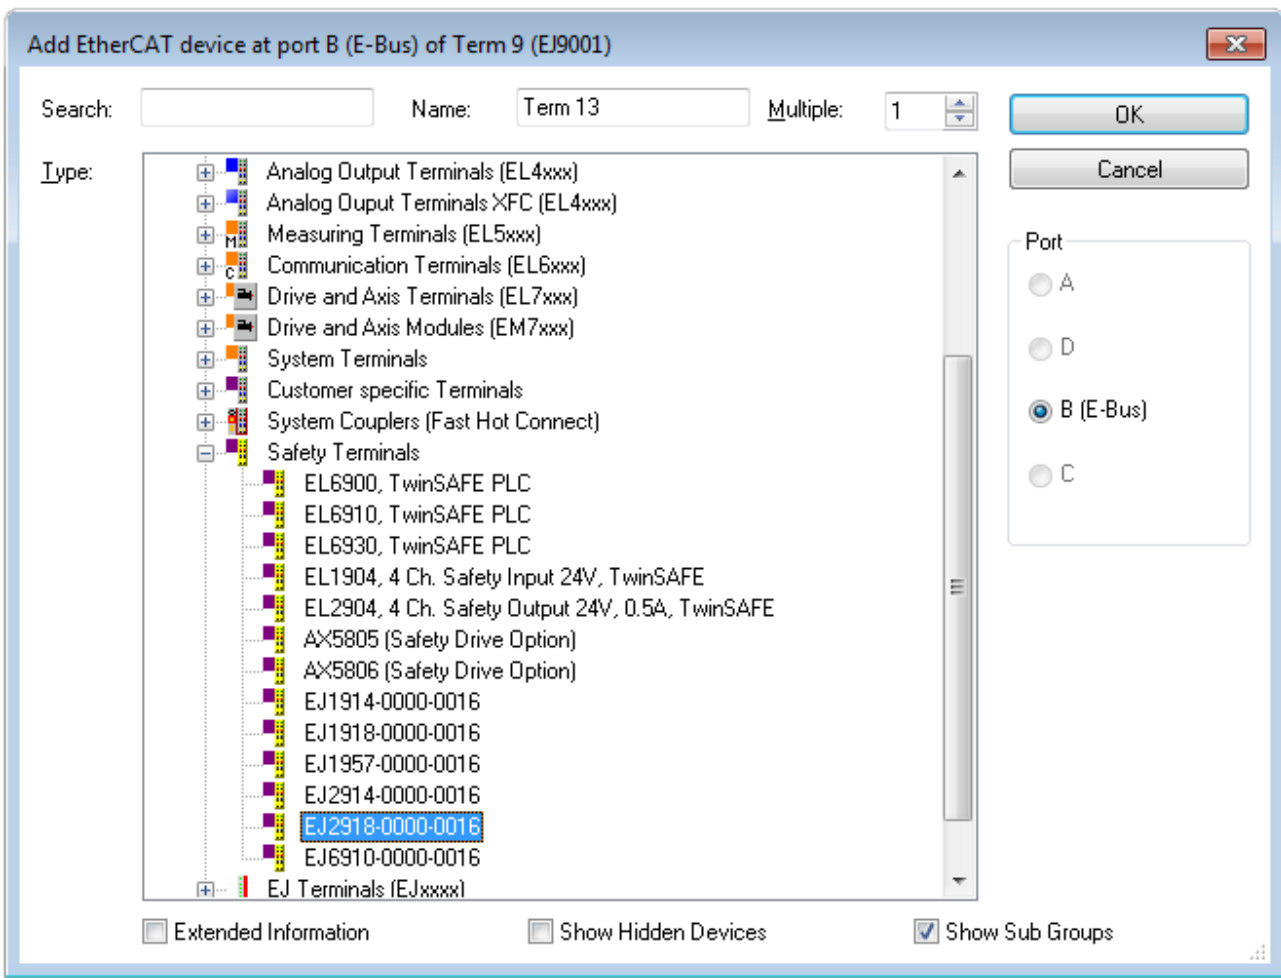 Add EtherCAT device at port B (E-Bus) of Term 9 (EJ9001)
Search: Name: Term 13 Multiple: 1 OK
Type: Cancel
Analog Output Terminals (EL4xxx)
Analog Ouput Terminals XFC (EL4xxx)
M Measuring Terminals (EL5xxx)
C Communication Terminals (EL6xxx)
Drive and Axis Terminals (EL7xxx)
Drive and Axis Modules (EM7xxx)
System Terminals
Customer specific Terminals
System Couplers (Fast Hot Connect)
Safety Terminals
EL6900, TwinSAFE PLC
EL6910, TwinSAFE PLC
EL6930, TwinSAFE PLC
EL1904, 4 Ch. Safety Input 24V, TwinSAFE
EL2904, 4 Ch. Safety Output 24V, 0.5A, TwinSAFE
AX5805 (Safety Drive Option)
AX5806 (Safety Drive Option)
EJ1914-0000-0016
EJ1918-0000-0016
EJ1957-0000-0016
EJ2914-0000-0016
EJ2918-0000-0016
EJ6910-0000-0016
EJ Terminals (EJxxxx)
Port
A
D
B (E-Bus)
C
Extended Information Show Hidden Devices Show Sub Groups